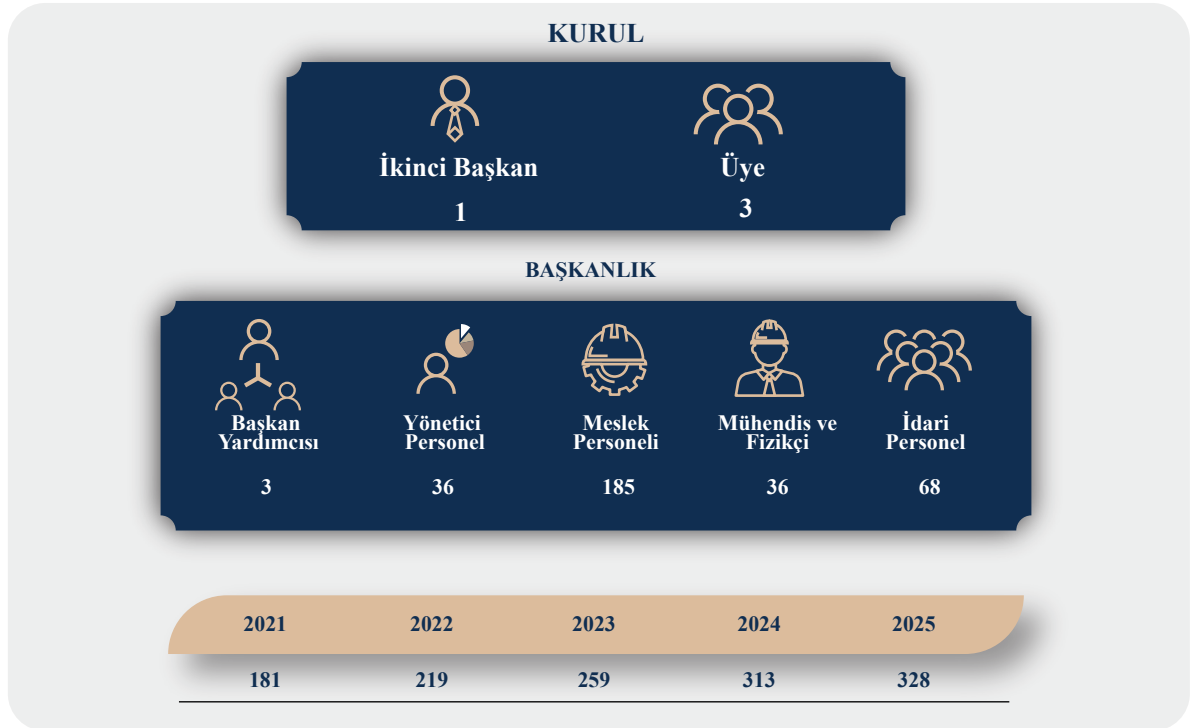 KURUL
İkinci Başkan
1
Üye
3
BAŞKANLIK
Başkan
Yardımcısı
3
Yönetici
Personel
36
Meslek
Personeli
185
Mühendis ve
Fizikçi
36
İdari
Personel
68
2021 2022 2023 2024 2025
181 219 259 313 328